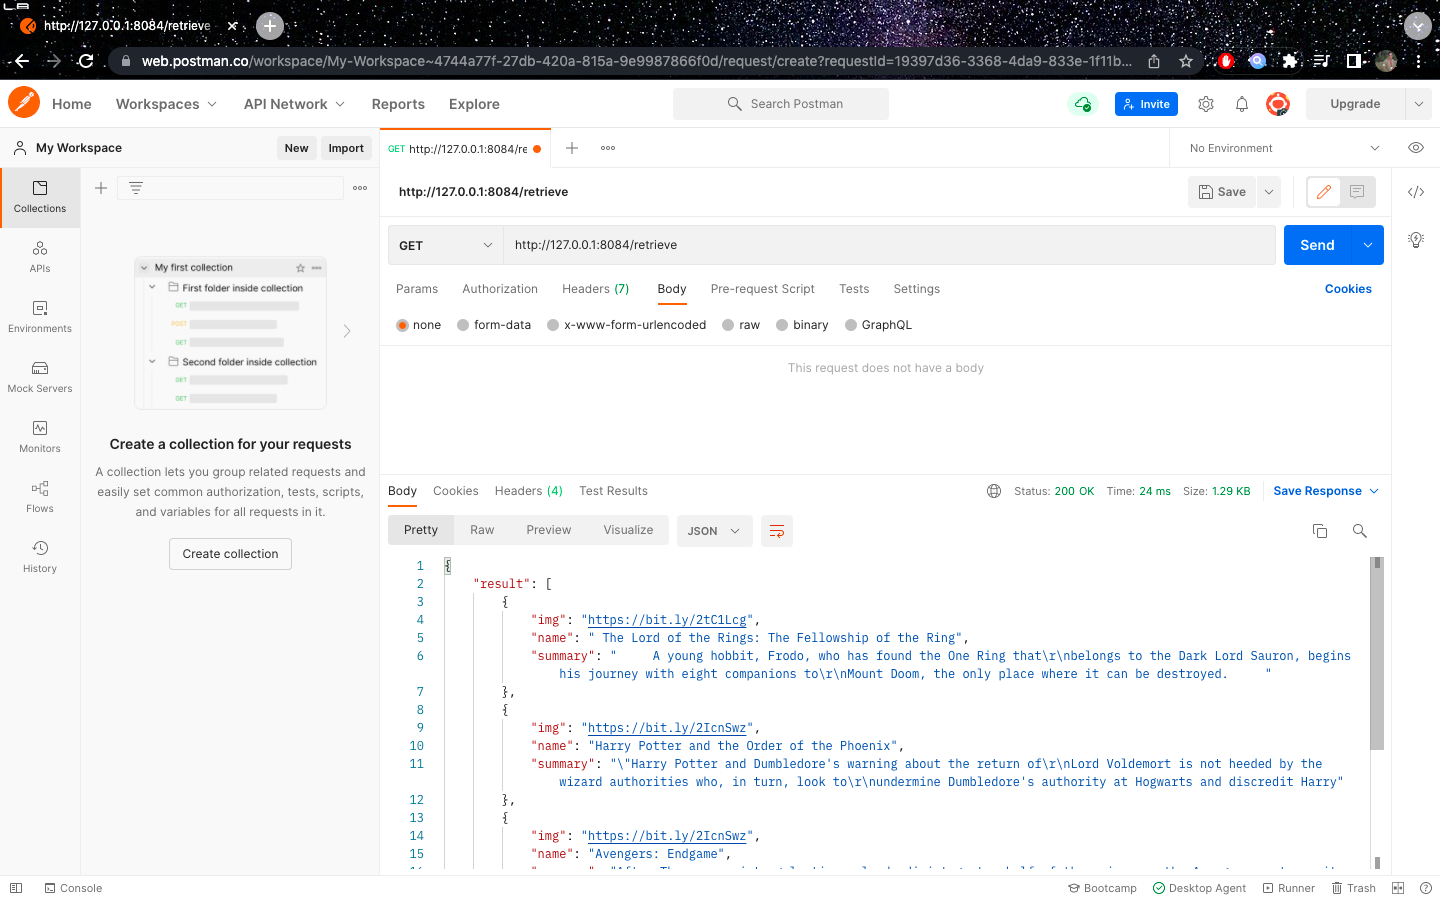 http://127.0.0.1:8084/retrieve
web.postman.co/workspace/My-Workspace~4744a77f-27db-420a-815a-9e9987866f0d/request/create?requestId=19397d36-3368-4da9-833e-1f11b...
Home Workspaces API Network Reports Explore Search Postman Invite Upgrade
My Workspace New Import GET http://127.0.0.1:8084/re No Environment
Collections
APIs
Environments
Mock Servers
Monitors
Flows
History
My first collection
First folder inside collection
GET
POST
GET
Second folder inside collection
GET
GET
Create a collection for your requests
A collection lets you group related requests and
easily set common authorization, tests, scripts,
and variables for all requests in it.
Create collection
http://127.0.0.1:8084/retrieve Save
GET http://127.0.0.1:8084/retrieve Send
Params Authorization Headers (7) Body Pre-request Script Tests Settings Cookies
none form-data x-www-form-urlencoded raw binary GraphQL
This request does not have a body
Body Cookies Headers (4) Test Results Status: 200 OK Time: 24 ms Size: 1.29 KB Save Response
Pretty Raw Preview Visualize JSON
1 {
2 "result": [
3 {
4 "img": "https://bit.ly/2tC1Lcg",
5 "name": " The Lord of the Rings: The Fellowship of the Ring",
6 "summary": "     A young hobbit, Frodo, who has found the One Ring that\r\nbelongs to the Dark Lord Sauron, begins
his journey with eight companions to\r\nMount Doom, the only place where it can be destroyed.     "
7 },
8 {
9 "img": "https://bit.ly/2IcnSwz",
10 "name": "Harry Potter and the Order of the Phoenix",
11 "summary": "\"Harry Potter and Dumbledore's warning about the return of\r\nLord Voldemort is not heeded by the
wizard authorities who, in turn, look to\r\nundermine Dumbledore's authority at Hogwarts and discredit Harry"
12 },
13 {
14 "img": "https://bit.ly/2IcnSwz",
15 "name": "Avengers: Endgame",
Console Bootcamp Desktop Agent Runner Trash